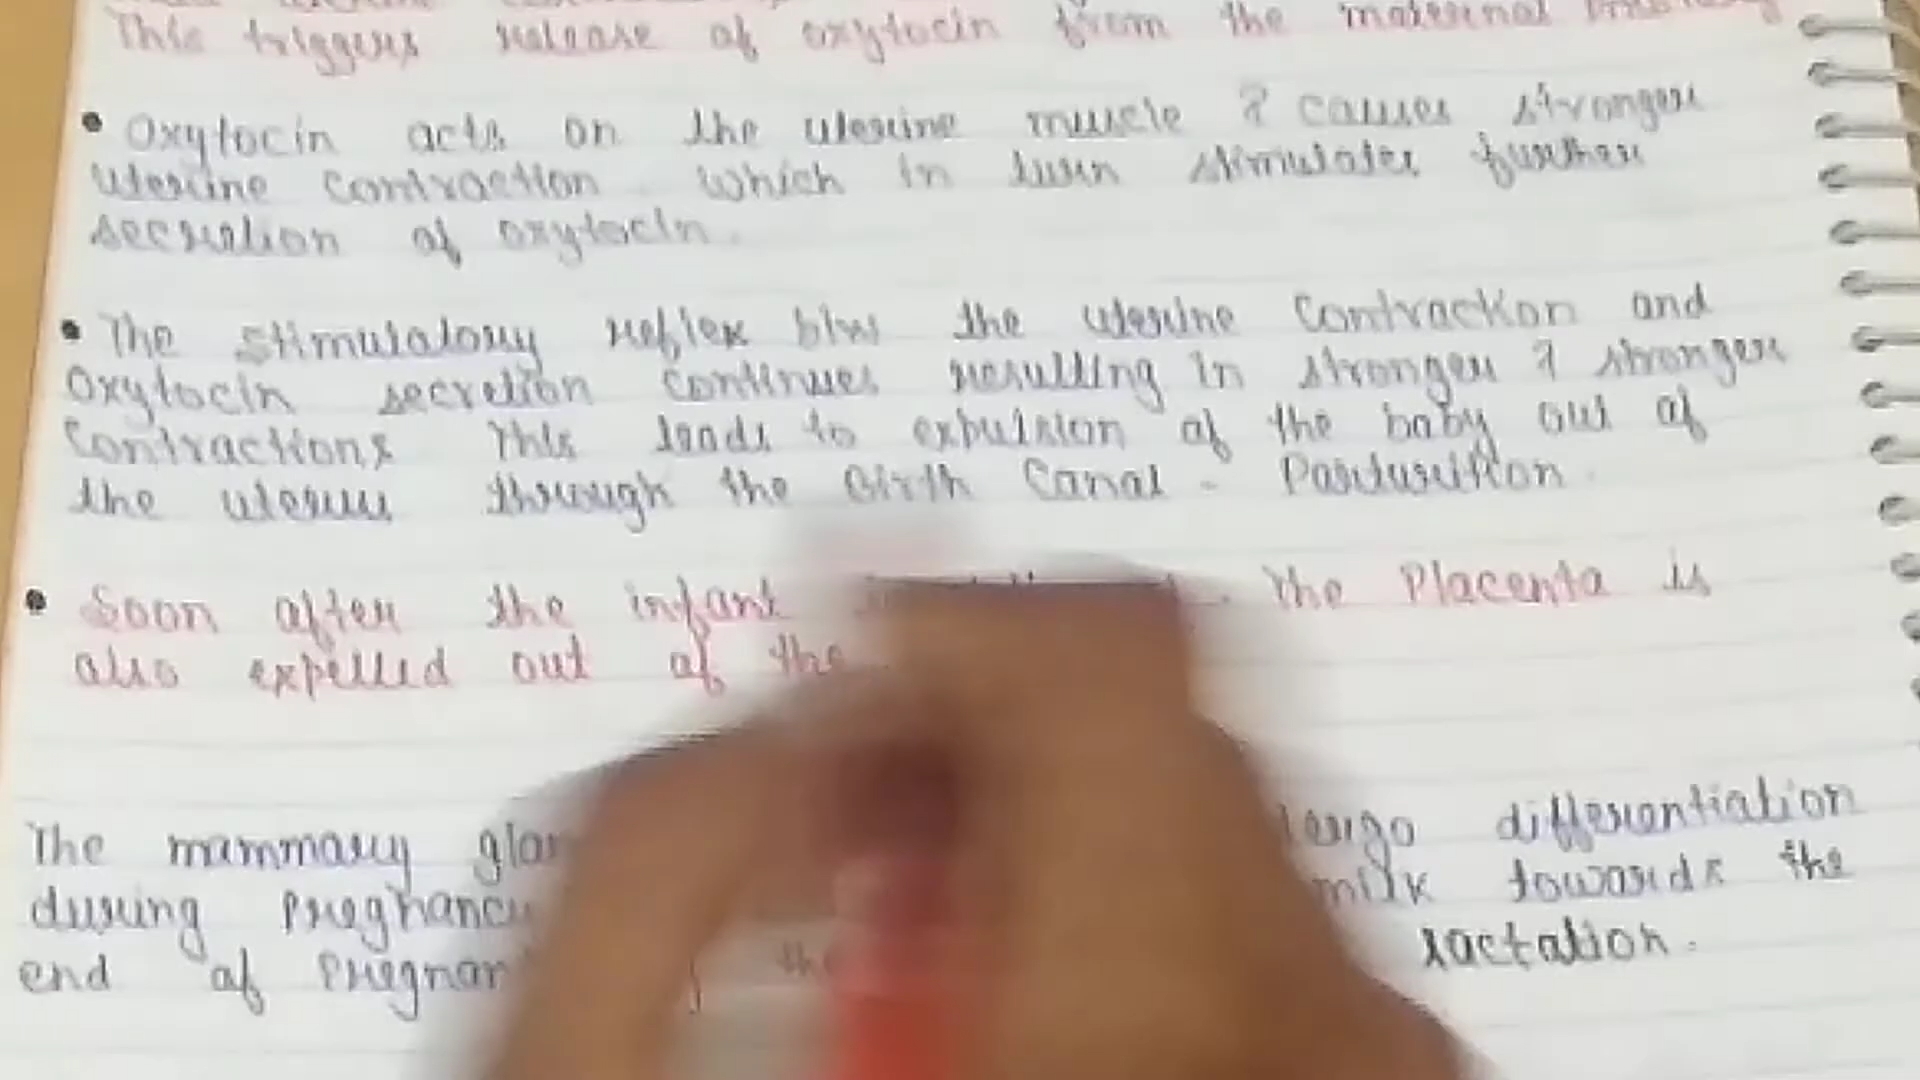 This triggers release of oxytocin from the maternal
• Oxytocin acts on the uterine muscle & causes stronger
uterine contraction. Which in turn stimulates further
secretion of oxytocin.
• The stimulatory reflex b/w the uterine Contraction and
Oxytocin secretion continues resulting in stronger & stronger
Contractions This leads to expulsion of the baby out of
the uterus through the Birth Canal - Parturition.
• Soon after the infant . The Placenta is
also expelled out of the
The mammary differentiation
during milk towards the
end of lactation.